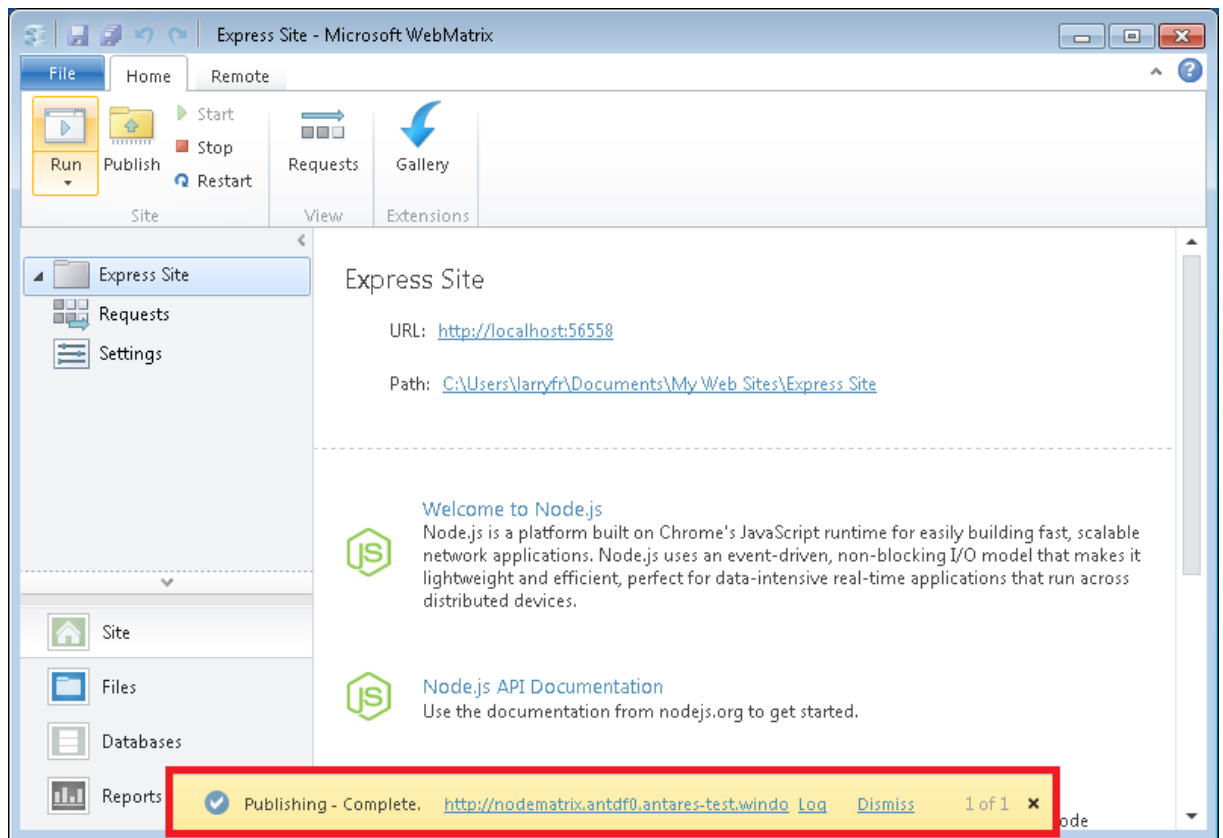 Express Site - Microsoft WebMatrix
File Home Remote
Run
Publish
Start
Stop
Restart
Requests
Gallery
Site View Extensions
Express Site
Requests
Settings
Site
Files
Databases
Reports
Express Site
URL: http://localhost:56558
Path: C:\Users\larryfr\Documents\My Web Sites\Express Site
JS
Welcome to Node.js
Node.js is a platform built on Chrome's JavaScript runtime for easily building fast, scalable
network applications. Node.js uses an event-driven, non-blocking I/O model that makes it
lightweight and efficient, perfect for data-intensive real-time applications that run across
distributed devices.
JS
Node.js API Documentation
Use the documentation from nodejs.org to get started.
Publishing - Complete. http://nodematrix.antdf0.antares-test.windo Log Dismiss 1 of 1
ode